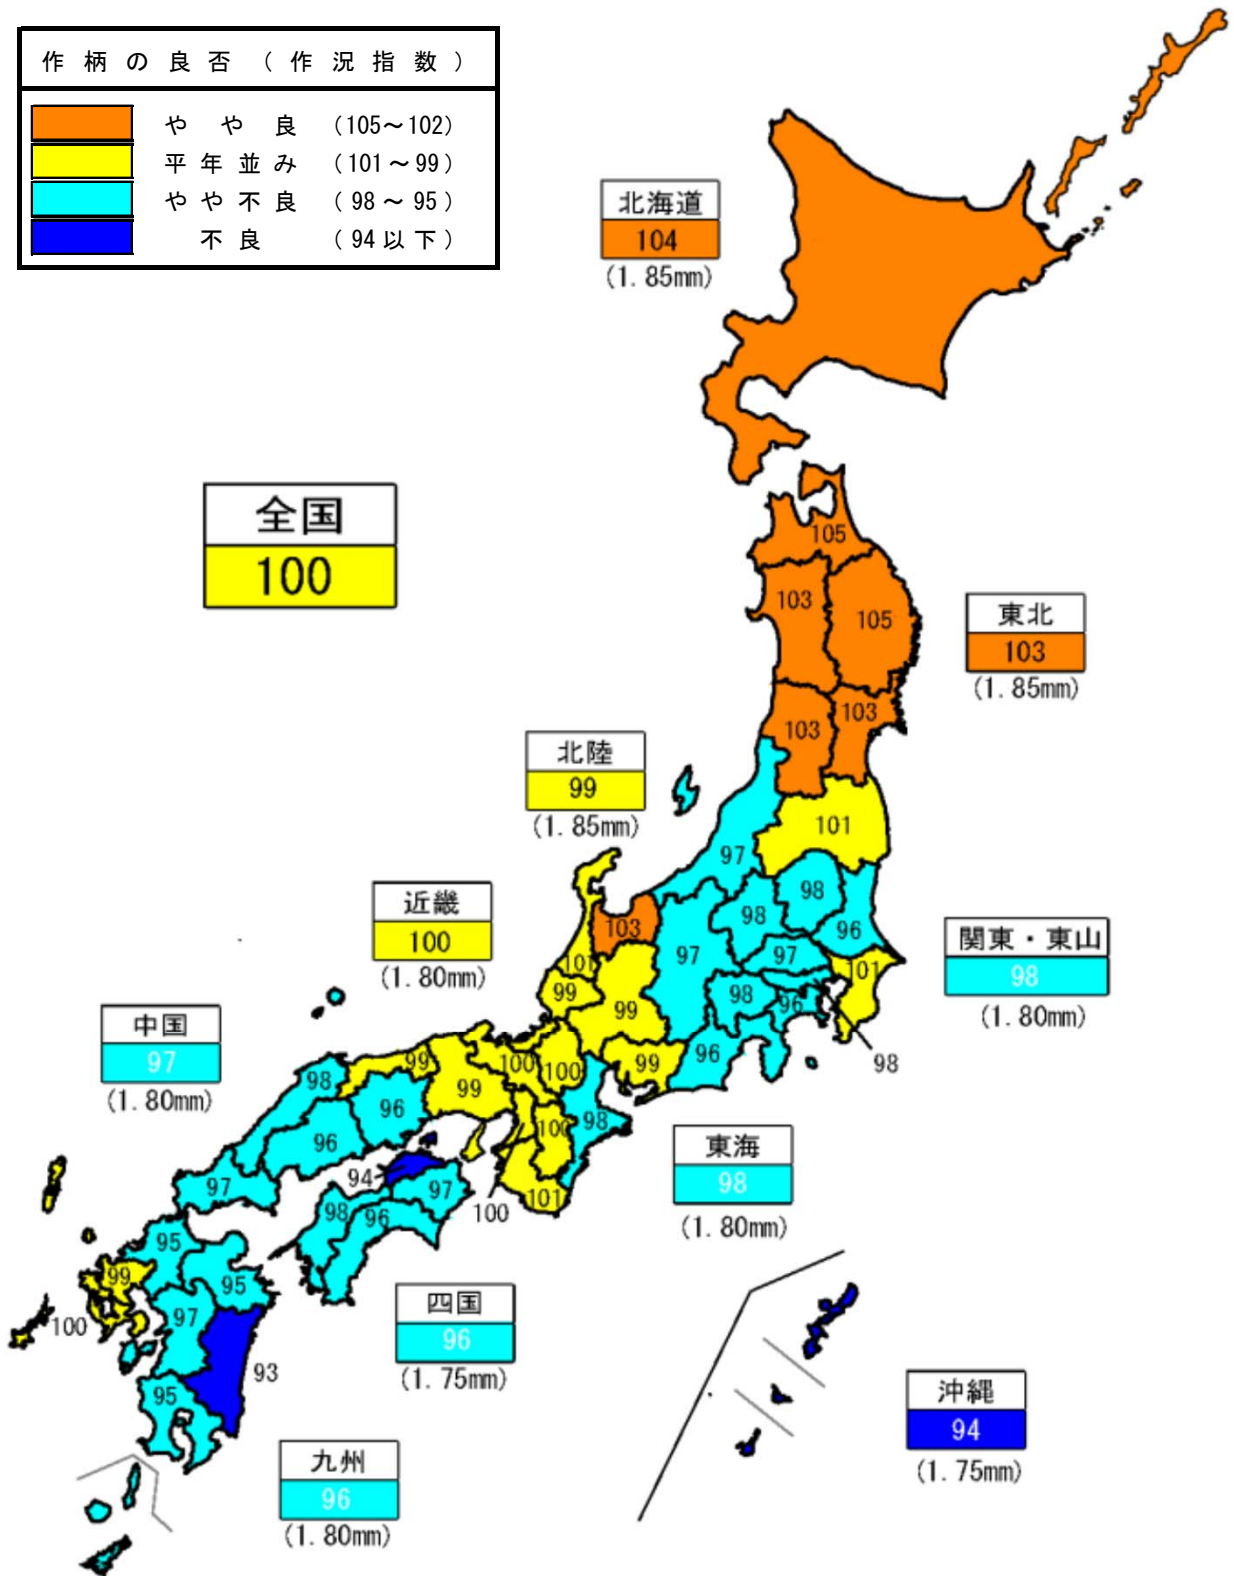 作柄の良否（作況指数）
やや良 （105～102）
平年並み （101～99）
やや不良 （98～95）
不良 （94以下）
北海道
104
(1.85mm)
全国
100
105
103
105
東北
103
(1.85mm)
103
103
北陸
99
(1.85mm)
101
97
98
近畿
100
(1.80mm)
103
98
96
関東・東山
98
(1.80mm)
101
97
97
101
99
98
96
99
中国
97
(1.80mm)
98
99
100
100
99
96
98
99
96
96
100
98
東海
98
(1.80mm)
94
97
97
101
100
98
96
95
99
95
97
100
四国
96
(1.75mm)
93
95
沖縄
94
(1.75mm)
九州
96
(1.80mm)